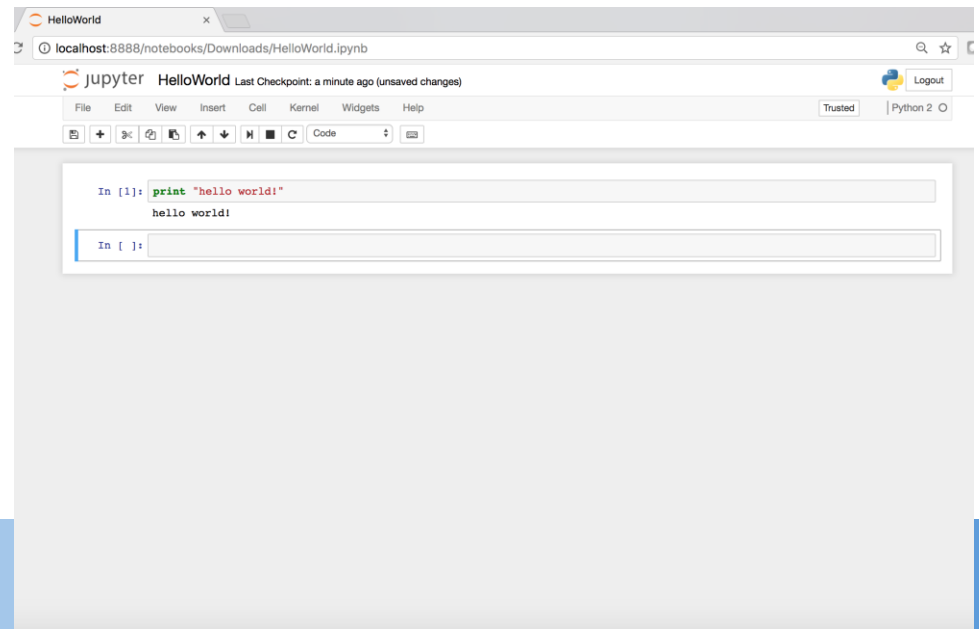 HelloWorld
localhost:8888/notebooks/Downloads/HelloWorld.ipynb
jupyter HelloWorld Last Checkpoint: a minute ago (unsaved changes) Logout
File Edit View Insert Cell Kernel Widgets Help Trusted Python 2
Code
In [1]: print "hello world!"
hello world!
In [ ]: